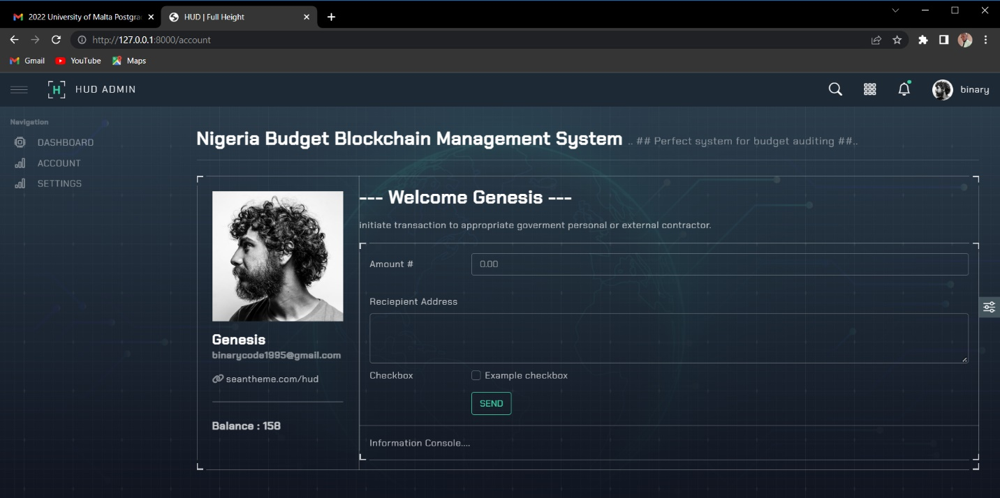 2022 University of Malta Postgra
HUD | Full Height
http://127.0.0.1:8000/account
Gmail
YouTube
Maps
H
HUD ADMIN
binary
Navigation
DASHBOARD
ACCOUNT
SETTINGS
Nigeria Budget Blockchain Management System .. ## Perfect system for budget auditing ##..
Genesis
binarycode1995@gmail.com
seantheme.com/hud
Balance : 158
--- Welcome Genesis ---
initiate transaction to appropriate goverment personal or external contractor.
Amount #
0.00
Reciepient Address
Checkbox
Example checkbox
SEND
Information Console....